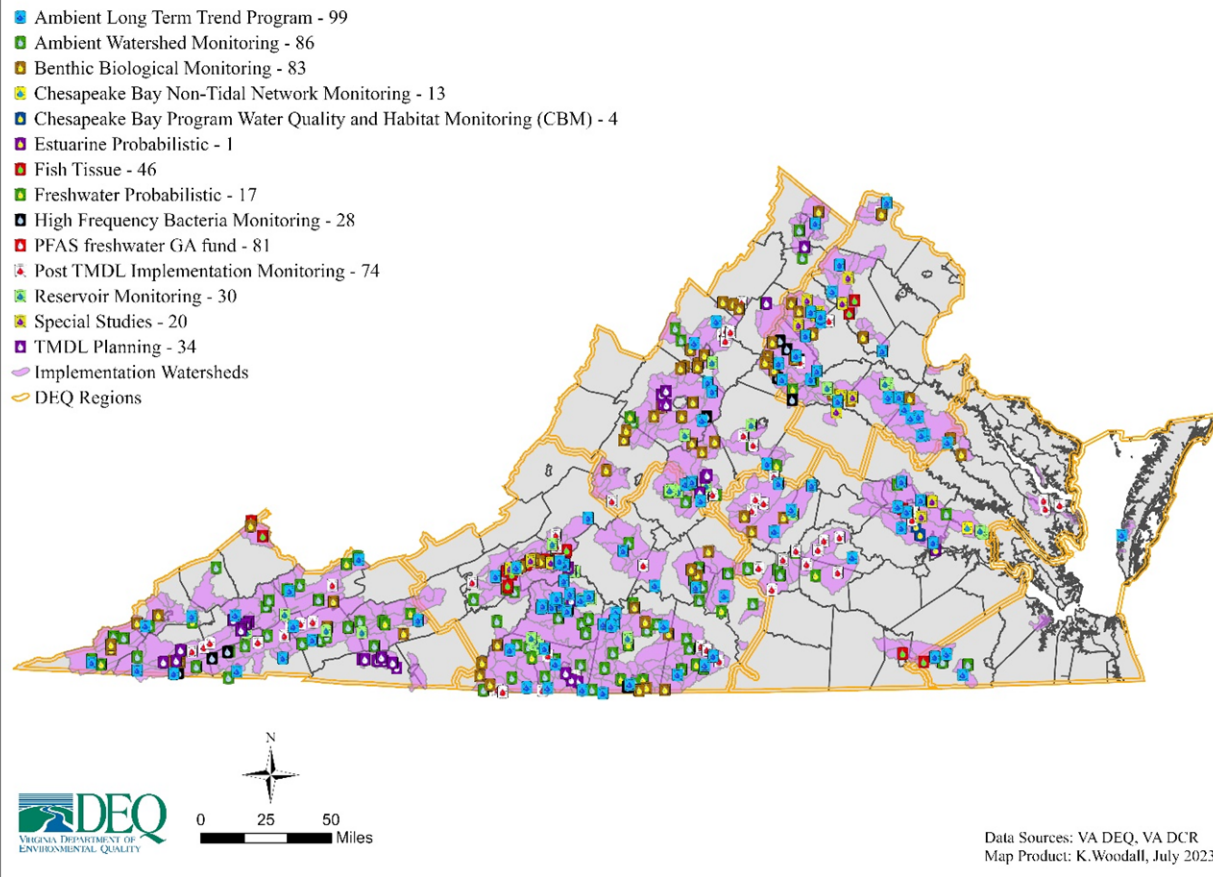 Ambient Long Term Trend Program - 99
Ambient Watershed Monitoring - 86
Benthic Biological Monitoring - 83
Chesapeake Bay Non-Tidal Network Monitoring - 13
Chesapeake Bay Program Water Quality and Habitat Monitoring (CBM) - 4
Estuarine Probabilistic - 1
Fish Tissue - 46
Freshwater Probabilistic - 17
High Frequency Bacteria Monitoring - 28
PFAS freshwater GA fund - 81
Post TMDL Implementation Monitoring - 74
Reservoir Monitoring - 30
Special Studies - 20
TMDL Planning - 34
Implementation Watersheds
DEQ Regions
N
DEQ
VIRGINIA DEPARTMENT OF
ENVIRONMENTAL QUALITY
0 25 50
Miles
Data Sources: VA DEQ, VA DCR
Map Product: K.Woodall, July 2023